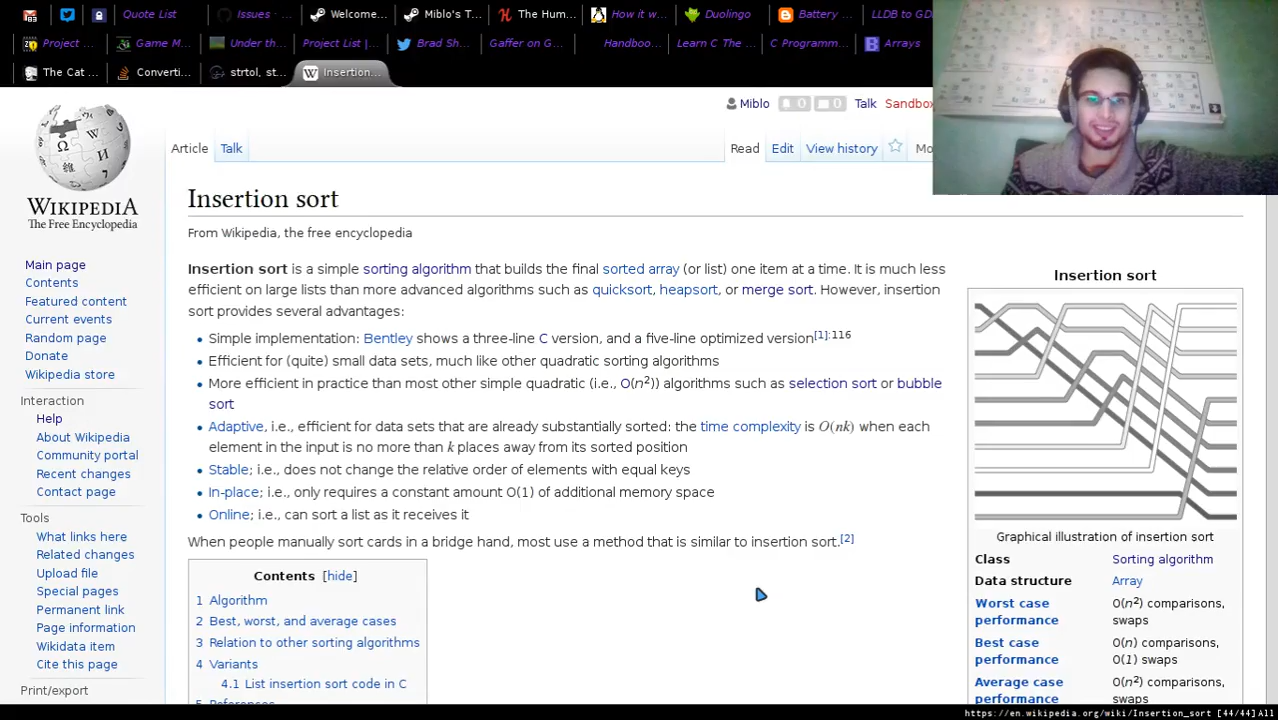 Quote List
Issues · ...
Welcome...
Miblo's T...
The Hum...
How it w...
Duolingo
Battery ...
LLDB to GD
Project ...
Game M...
Under th...
Project List |...
Brad Sh...
Gaffer on G...
Handboo...
Learn C The ...
C Programm...
Arrays
The Cat ...
Converti...
strtol, st...
Insertion...
Miblo 0 0 Talk Sandbox
Article Talk Read Edit View history Mo
WIKIPEDIA
The Free Encyclopedia
Insertion sort
From Wikipedia, the free encyclopedia
Main page
Contents
Featured content
Current events
Random page
Donate
Wikipedia store
Interaction
Help
About Wikipedia
Community portal
Recent changes
Contact page
Tools
What links here
Related changes
Upload file
Special pages
Permanent link
Page information
Wikidata item
Cite this page
Print/export
Insertion sort is a simple sorting algorithm that builds the final sorted array (or list) one item at a time. It is much less
efficient on large lists than more advanced algorithms such as quicksort, heapsort, or merge sort. However, insertion
sort provides several advantages:
• Simple implementation: Bentley shows a three-line C version, and a five-line optimized version[1]:116
• Efficient for (quite) small data sets, much like other quadratic sorting algorithms
• More efficient in practice than most other simple quadratic (i.e., O(n²)) algorithms such as selection sort or bubble
sort
• Adaptive, i.e., efficient for data sets that are already substantially sorted: the time complexity is O(nk) when each
element in the input is no more than k places away from its sorted position
• Stable; i.e., does not change the relative order of elements with equal keys
• In-place; i.e., only requires a constant amount O(1) of additional memory space
• Online; i.e., can sort a list as it receives it
When people manually sort cards in a bridge hand, most use a method that is similar to insertion sort.[2]
Contents [hide]
1 Algorithm
2 Best, worst, and average cases
3 Relation to other sorting algorithms
4 Variants
4.1 List insertion sort code in C
5 References
Insertion sort
Graphical illustration of insertion sort
Class Sorting algorithm
Data structure Array
Worst case O(n²) comparisons,
performance swaps
Best case O(n) comparisons,
performance O(1) swaps
Average case O(n²) comparisons,
performance swaps
https://en.wikipedia.org/wiki/Insertion_sort [44/44] All